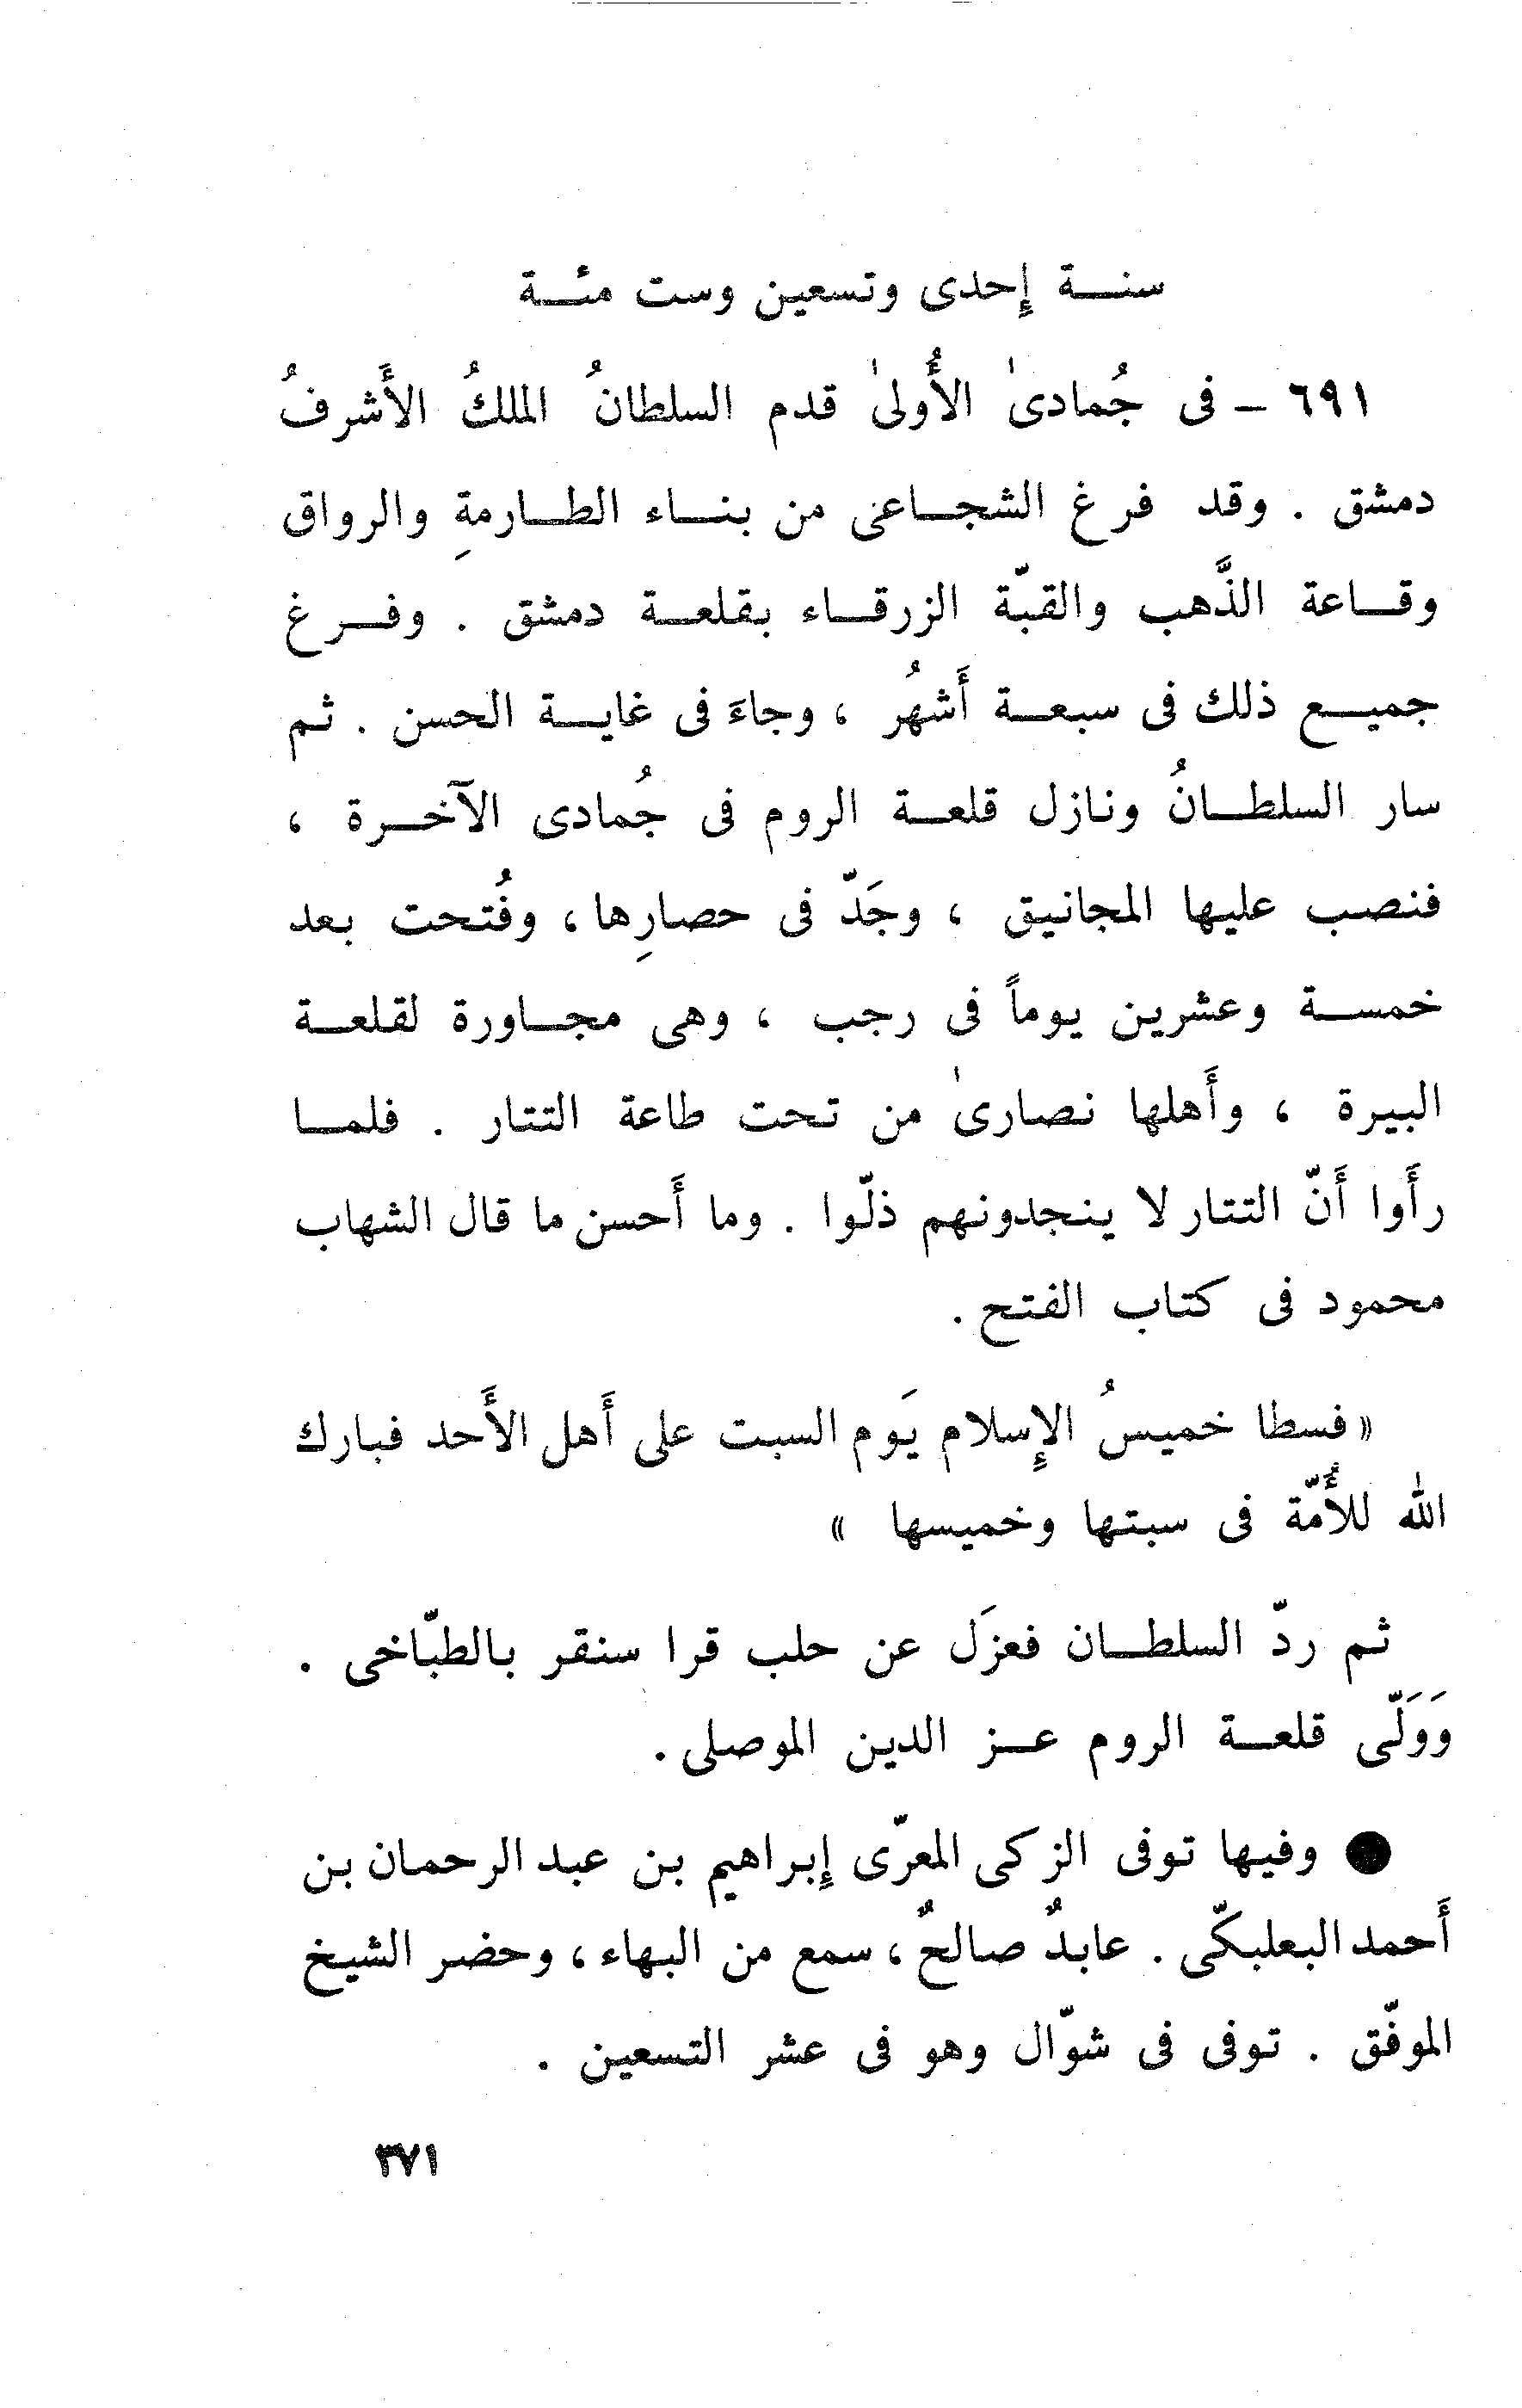 سنة إحدى وتسعين وست مئة
٦٩١ – فى جُمادىٰ الأُولىٰ قدم السلطانُ الملكُ الأَشرفُ
دمشق . وقد فرغ الشجاعى من بناء الطارمةِ والرواق
وقاعة الذَّهب والقبّة الزرقاء بقلعة دمشق . وفرغ
جميع ذلك فى سبعة أَشهُر ، وجاءَ فى غاية الحسن . ثم
سار السلطانُ ونازل قلعة الروم فى جُمادى الآخرة ،
فنصب عليها المجانيق ، وجَدّ فى حصارِها ، وفُتحت بعد
خمسة وعشرين يوماً فى رجب ، وهى مجاورة لقلعة
البيرة ، وأَهلها نصارىٰ من تحت طاعة التتار . فلما
رأَوا أَنّ التتار لا ينجدونهم ذلّوا . وما أَحسن ما قال الشهاب
محمود فى كتاب الفتح .
« فسطا خميسُ الإِسلام يَوم السبت على أَهل الأَحد فبارك
الله للأُمّة فى سبتها وخميسها »
ثم ردّ السلطان فعزَل عن حلب قرا سنقر بالطبّاخى .
وَوَلّى قلعة الروم عز الدين الموصلى .
● وفيها توفى الزكى المعرّى إِبراهيم بن عبد الرحمان بن
أَحمد البعلبكّى . عابدٌ صالحٌ ، سمع من البهاء ، وحضر الشيخ
الموفّق . توفى فى شوّال وهو فى عشر التسعين .
٣٧١